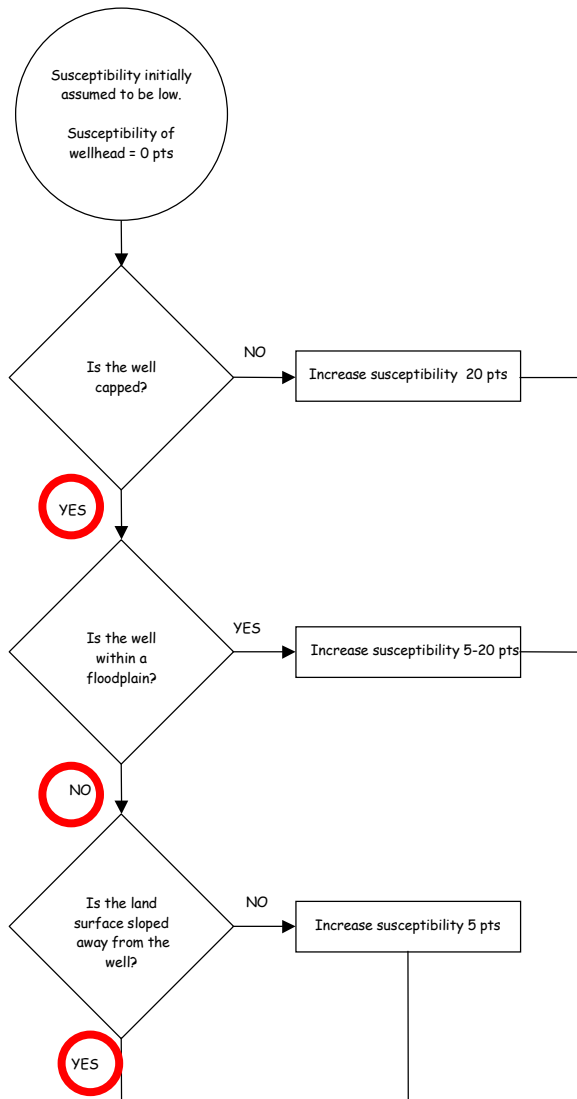 Susceptibility initially
assumed to be low.
Susceptibility of
wellhead = 0 pts
Is the well
capped?
NO
Increase susceptibility  20 pts
YES
Is the well
within a
floodplain?
YES
Increase susceptibility 5-20 pts
NO
Is the land
surface sloped
away from the
well?
NO
Increase susceptibility 5 pts
YES